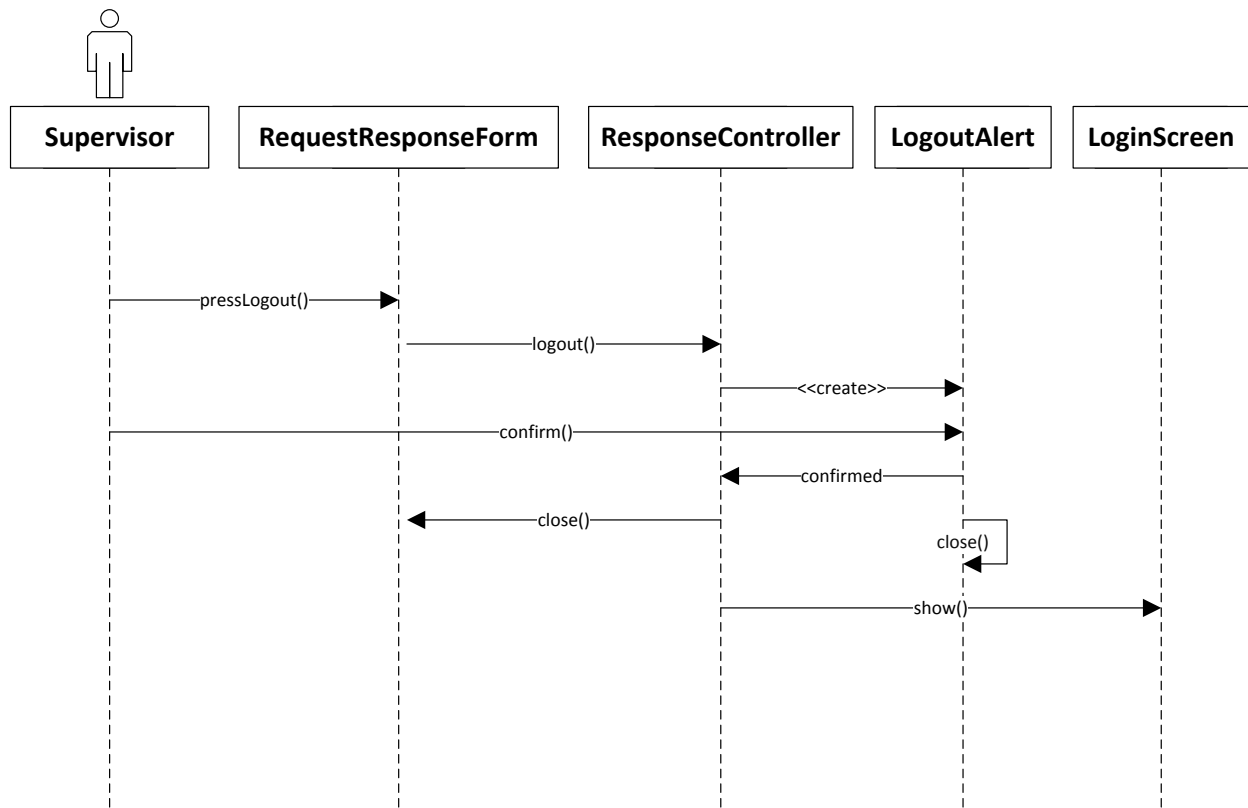 Supervisor
RequestResponseForm
ResponseController
LogoutAlert
LoginScreen
pressLogout()
logout()
<<create>>
confirm()
confirmed
close()
close()
show()